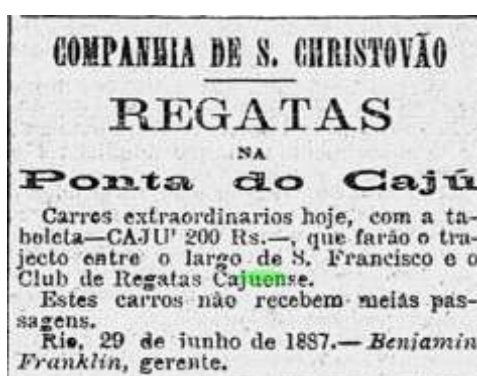 COMPANHIA DE S. CHRISTOVÃO
REGATAS
NA
Ponta do Cajú
Carros extraordinarios hoje, com a ta-
boleta—CAJU' 200 Rs.—, que farão o tra-
jecto entre o largo de S. Francisco e o
Club de Regatas Cajuense.
Estes carros não recebem meias pas-
sagens.
Rio, 29 de junho de 1887.— Benjamin
Franklin, gerente.